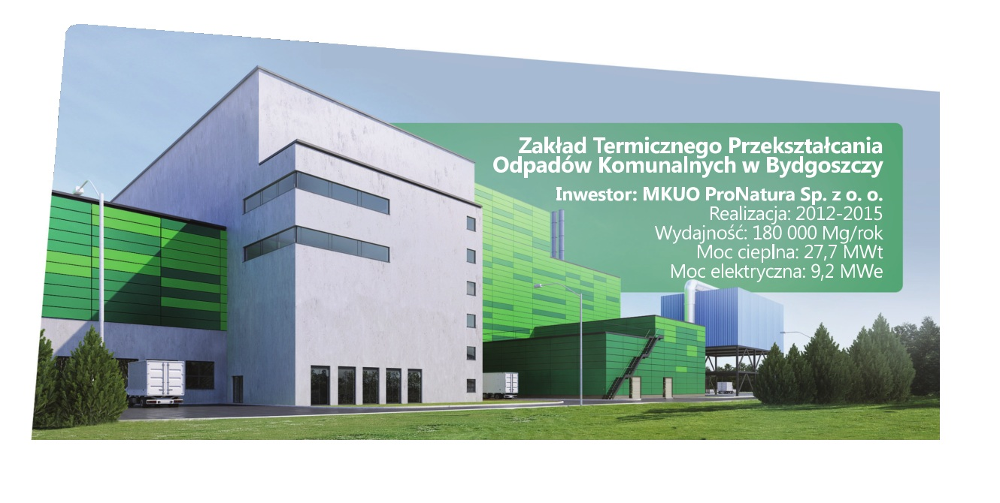 Zakład Termicznego Przekształcania
Odpadów Komunalnych w Bydgoszczy
Inwestor: MKUO ProNatura Sp. z o. o.
Realizacja: 2012-2015
Wydajność: 180 000 Mg/rok
Moc cieplna: 27,7 MWt
Moc elektryczna: 9,2 MWe